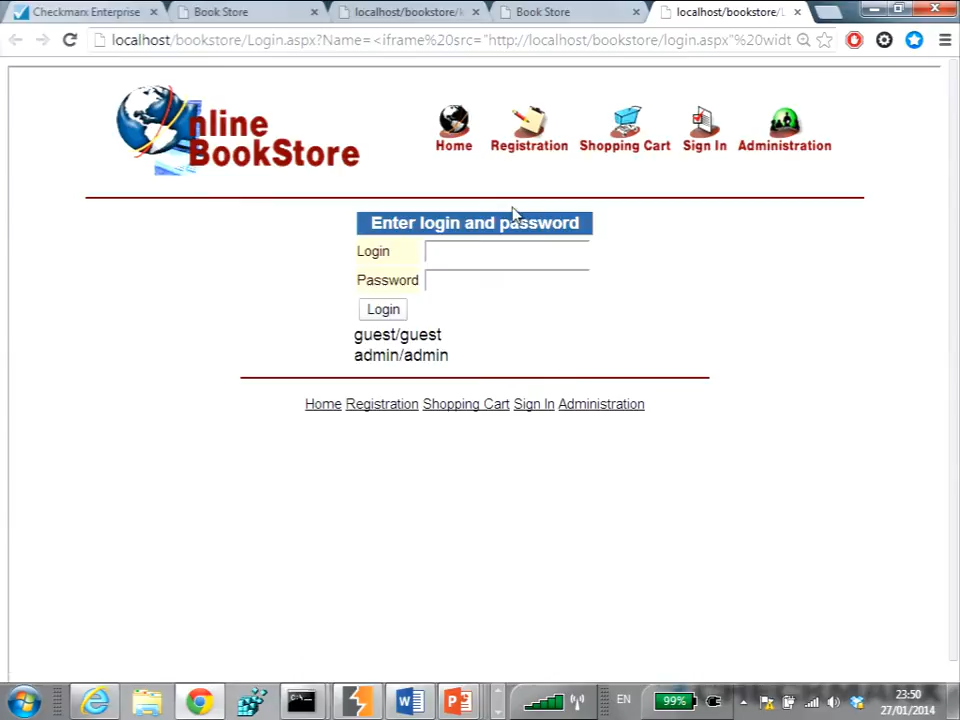 Checkmarx Enterprise
Book Store
localhost/bookstore/
Book Store
localhost/bookstore/L
localhost/bookstore/Login.aspx?Name=<iframe%20src="http://localhost/bookstore/login.aspx"%20widt
nline
BookStore
Home Registration Shopping Cart Sign In Administration
Enter login and password
Login
Password
Login
guest/guest
admin/admin
Home Registration Shopping Cart Sign In Administration
EN
99%
23:50
27/01/2014